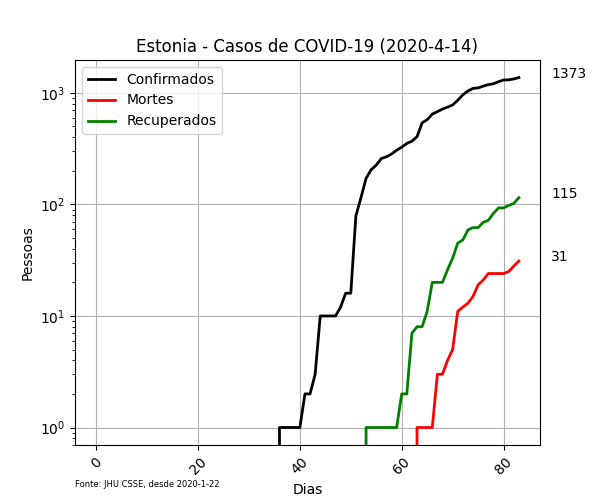 Estonia - Casos de COVID-19 (2020-4-14)
Confirmados
Mortes
Recuperados
1373
115
31
10³
10²
10¹
10⁰
Pessoas
0
20
40
60
80
Dias
Fonte: JHU CSSE, desde 2020-1-22